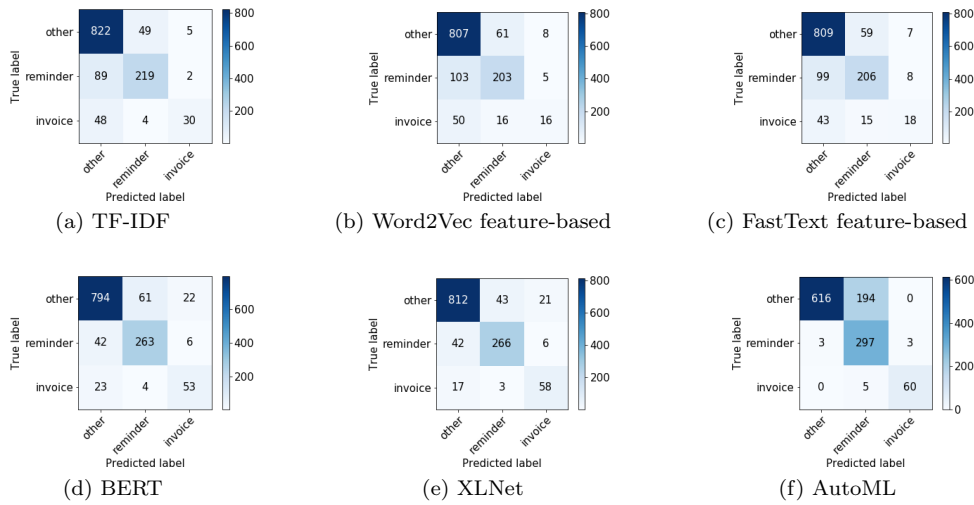 other 822 49 5 800
600
True label reminder 89 219 2 400
invoice 48 4 30 200
other reminder invoice
Predicted label
(a) TF-IDF
other 807 61 8 800
600
True label reminder 103 203 5 400
invoice 50 16 16 200
other reminder invoice
Predicted label
(b) Word2Vec feature-based
other 809 59 7 800
600
True label reminder 99 206 8 400
invoice 43 15 18 200
other reminder invoice
Predicted label
(c) FastText feature-based
other 794 61 22
600
True label reminder 42 263 6 400
invoice 23 4 53 200
other reminder invoice
Predicted label
(d) BERT
other 812 43 21 800
600
True label reminder 42 266 6 400
invoice 17 3 58 200
other reminder invoice
Predicted label
(e) XLNet
other 616 194 0 600
400
True label reminder 3 297 3
200
invoice 0 5 60
0
other reminder invoice
Predicted label
(f) AutoML